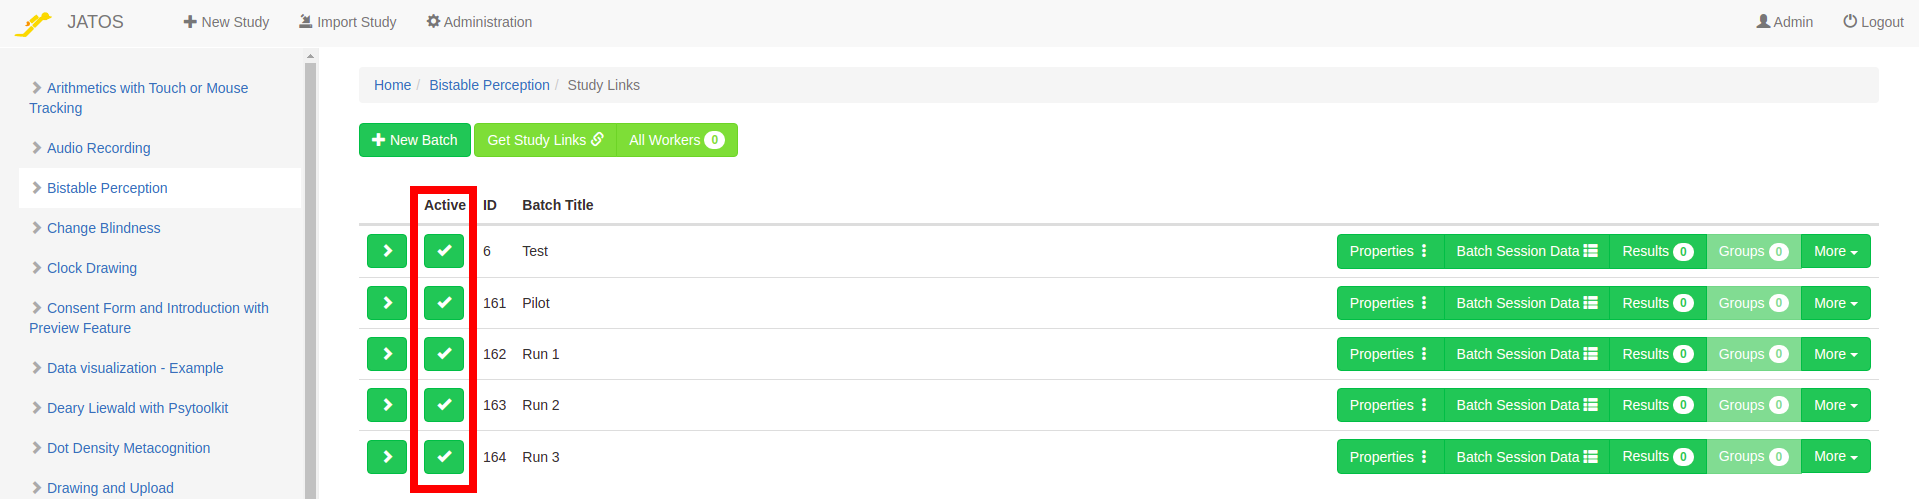 JATOS New Study Import Study Administration Admin Logout
Arithmetics with Touch or Mouse
Tracking
Audio Recording
Bistable Perception
Change Blindness
Clock Drawing
Consent Form and Introduction with
Preview Feature
Data visualization - Example
Deary Liewald with Psytoolkit
Dot Density Metacognition
Drawing and Upload
Home / Bistable Perception / Study Links
New Batch Get Study Links All Workers 0
Active ID Batch Title
6 Test Properties Batch Session Data Results 0 Groups 0 More
161 Pilot Properties Batch Session Data Results 0 Groups 0 More
162 Run 1 Properties Batch Session Data Results 0 Groups 0 More
163 Run 2 Properties Batch Session Data Results 0 Groups 0 More
164 Run 3 Properties Batch Session Data Results 0 Groups 0 More